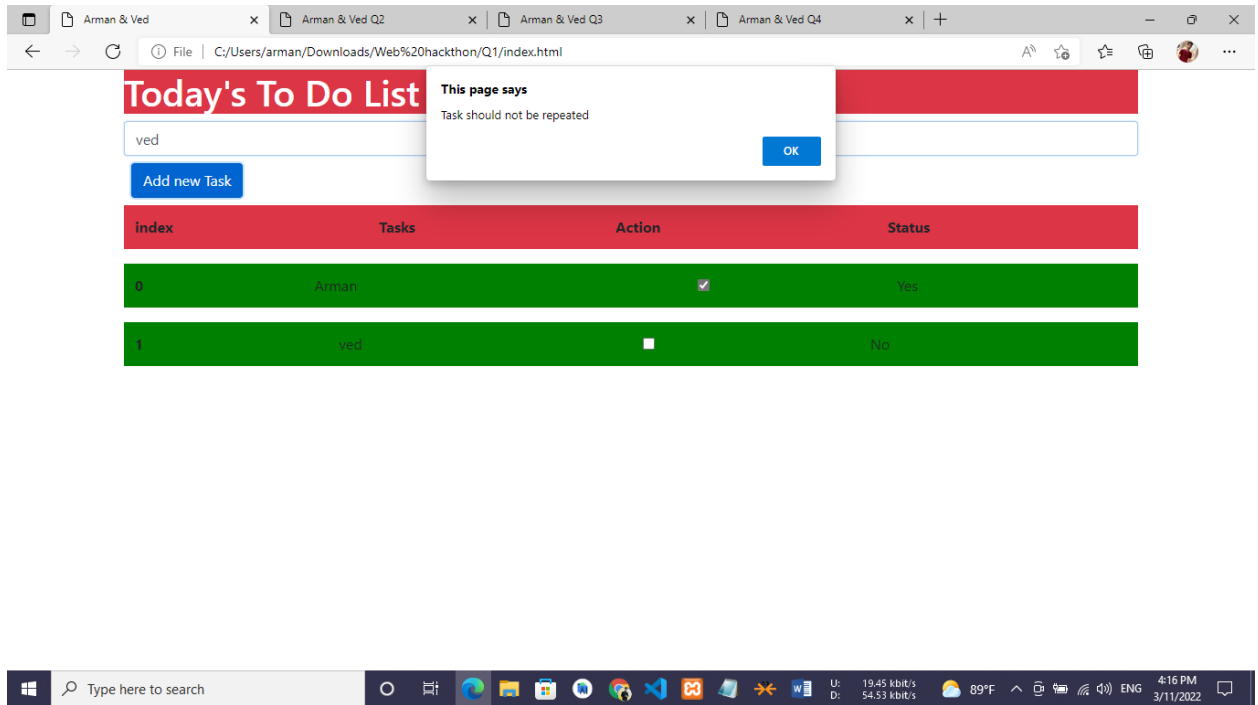 Arman & Ved
Arman & Ved Q2
Arman & Ved Q3
Arman & Ved Q4
File
C:/Users/arman/Downloads/Web%20hackthon/Q1/index.html
Today's To Do List
This page says
Task should not be repeated
OK
ved
Add new Task
index Tasks Action Status
0 Arman Yes
1 ved No
Type here to search
U: 19.45 kbit/s
D: 54.53 kbit/s
89°F
ENG
4:16 PM
3/11/2022